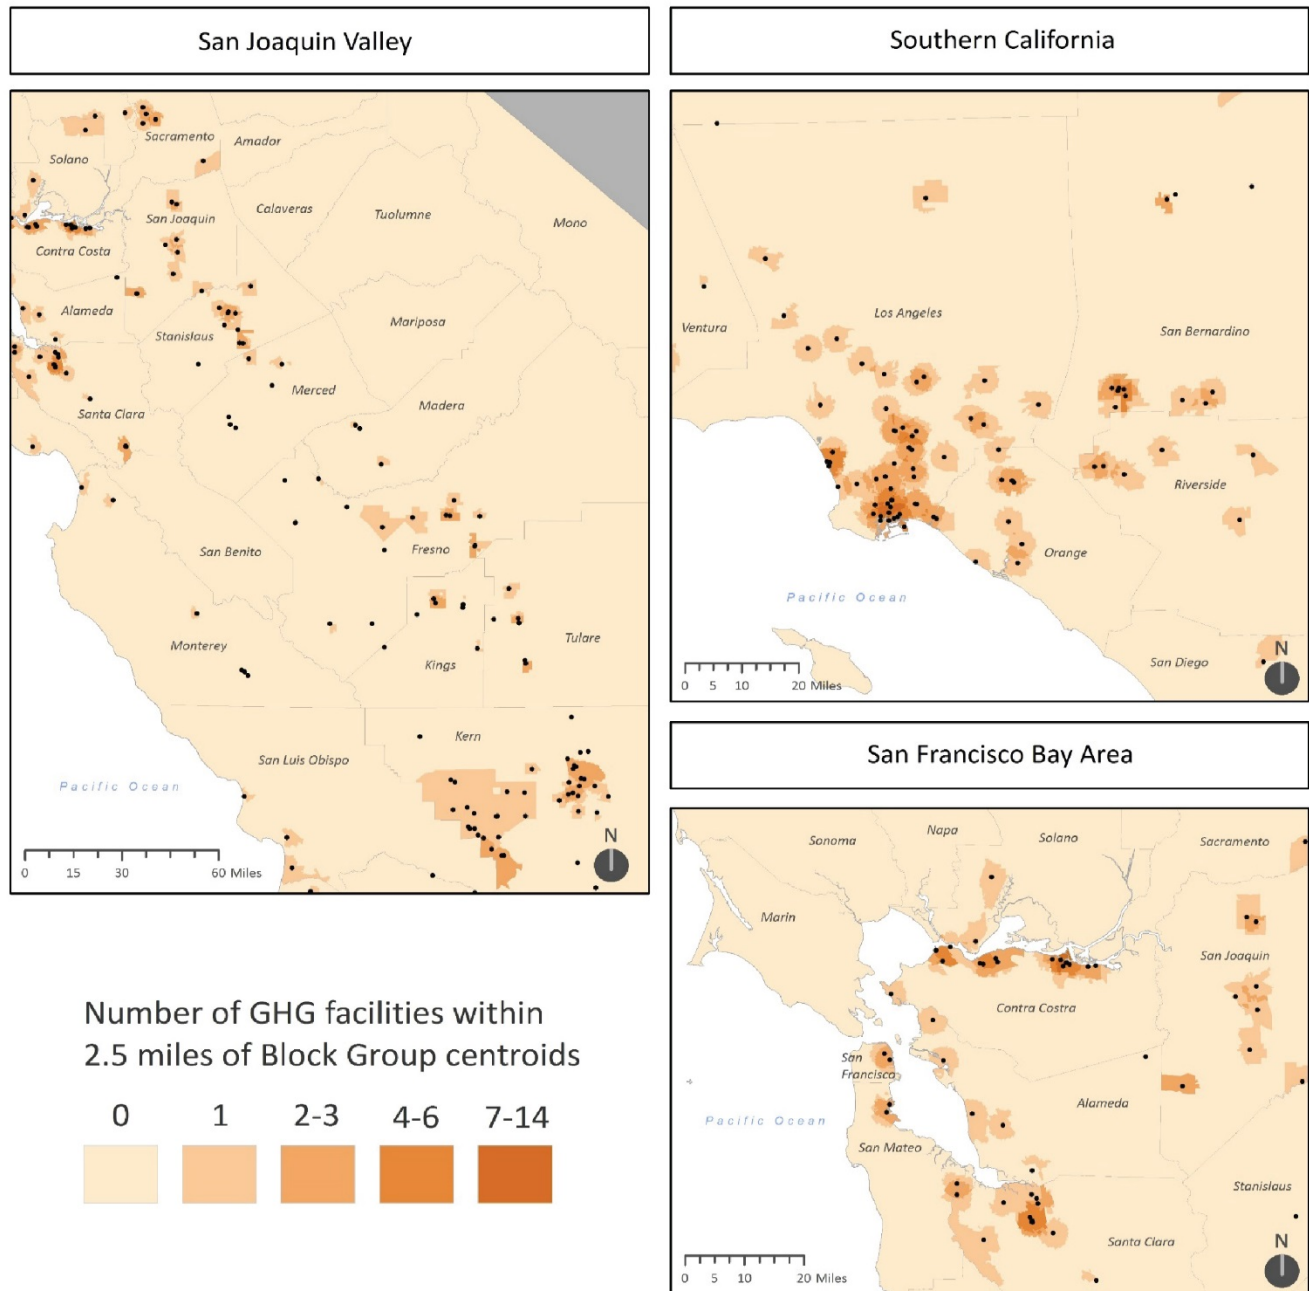 San Joaquin Valley
Sacramento
Amador
Solano
Calaveras
San Joaquin
Tuolumne
Mono
Contra Costa
Alameda
Mariposa
Stanislaus
Merced
Madera
Santa Clara
San Benito
Fresno
Monterey
Tulare
Kings
Kern
San Luis Obispo
Pacific Ocean
N
0 15 30 60 Miles
Southern California
Los Angeles
Ventura
San Bernardino
Riverside
Orange
Pacific Ocean
San Diego
N
0 5 10 20 Miles
San Francisco Bay Area
Napa
Sonoma
Solano
Sacramento
Marin
San Joaquin
Contra Costra
San
Francisca
Alameda
Pacific Ocean
San Mateo
Stanislaus
Santa Clara
N
0 5 10 20 Miles
Number of GHG facilities within
2.5 miles of Block Group centroids
0 1 2-3 4-6 7-14